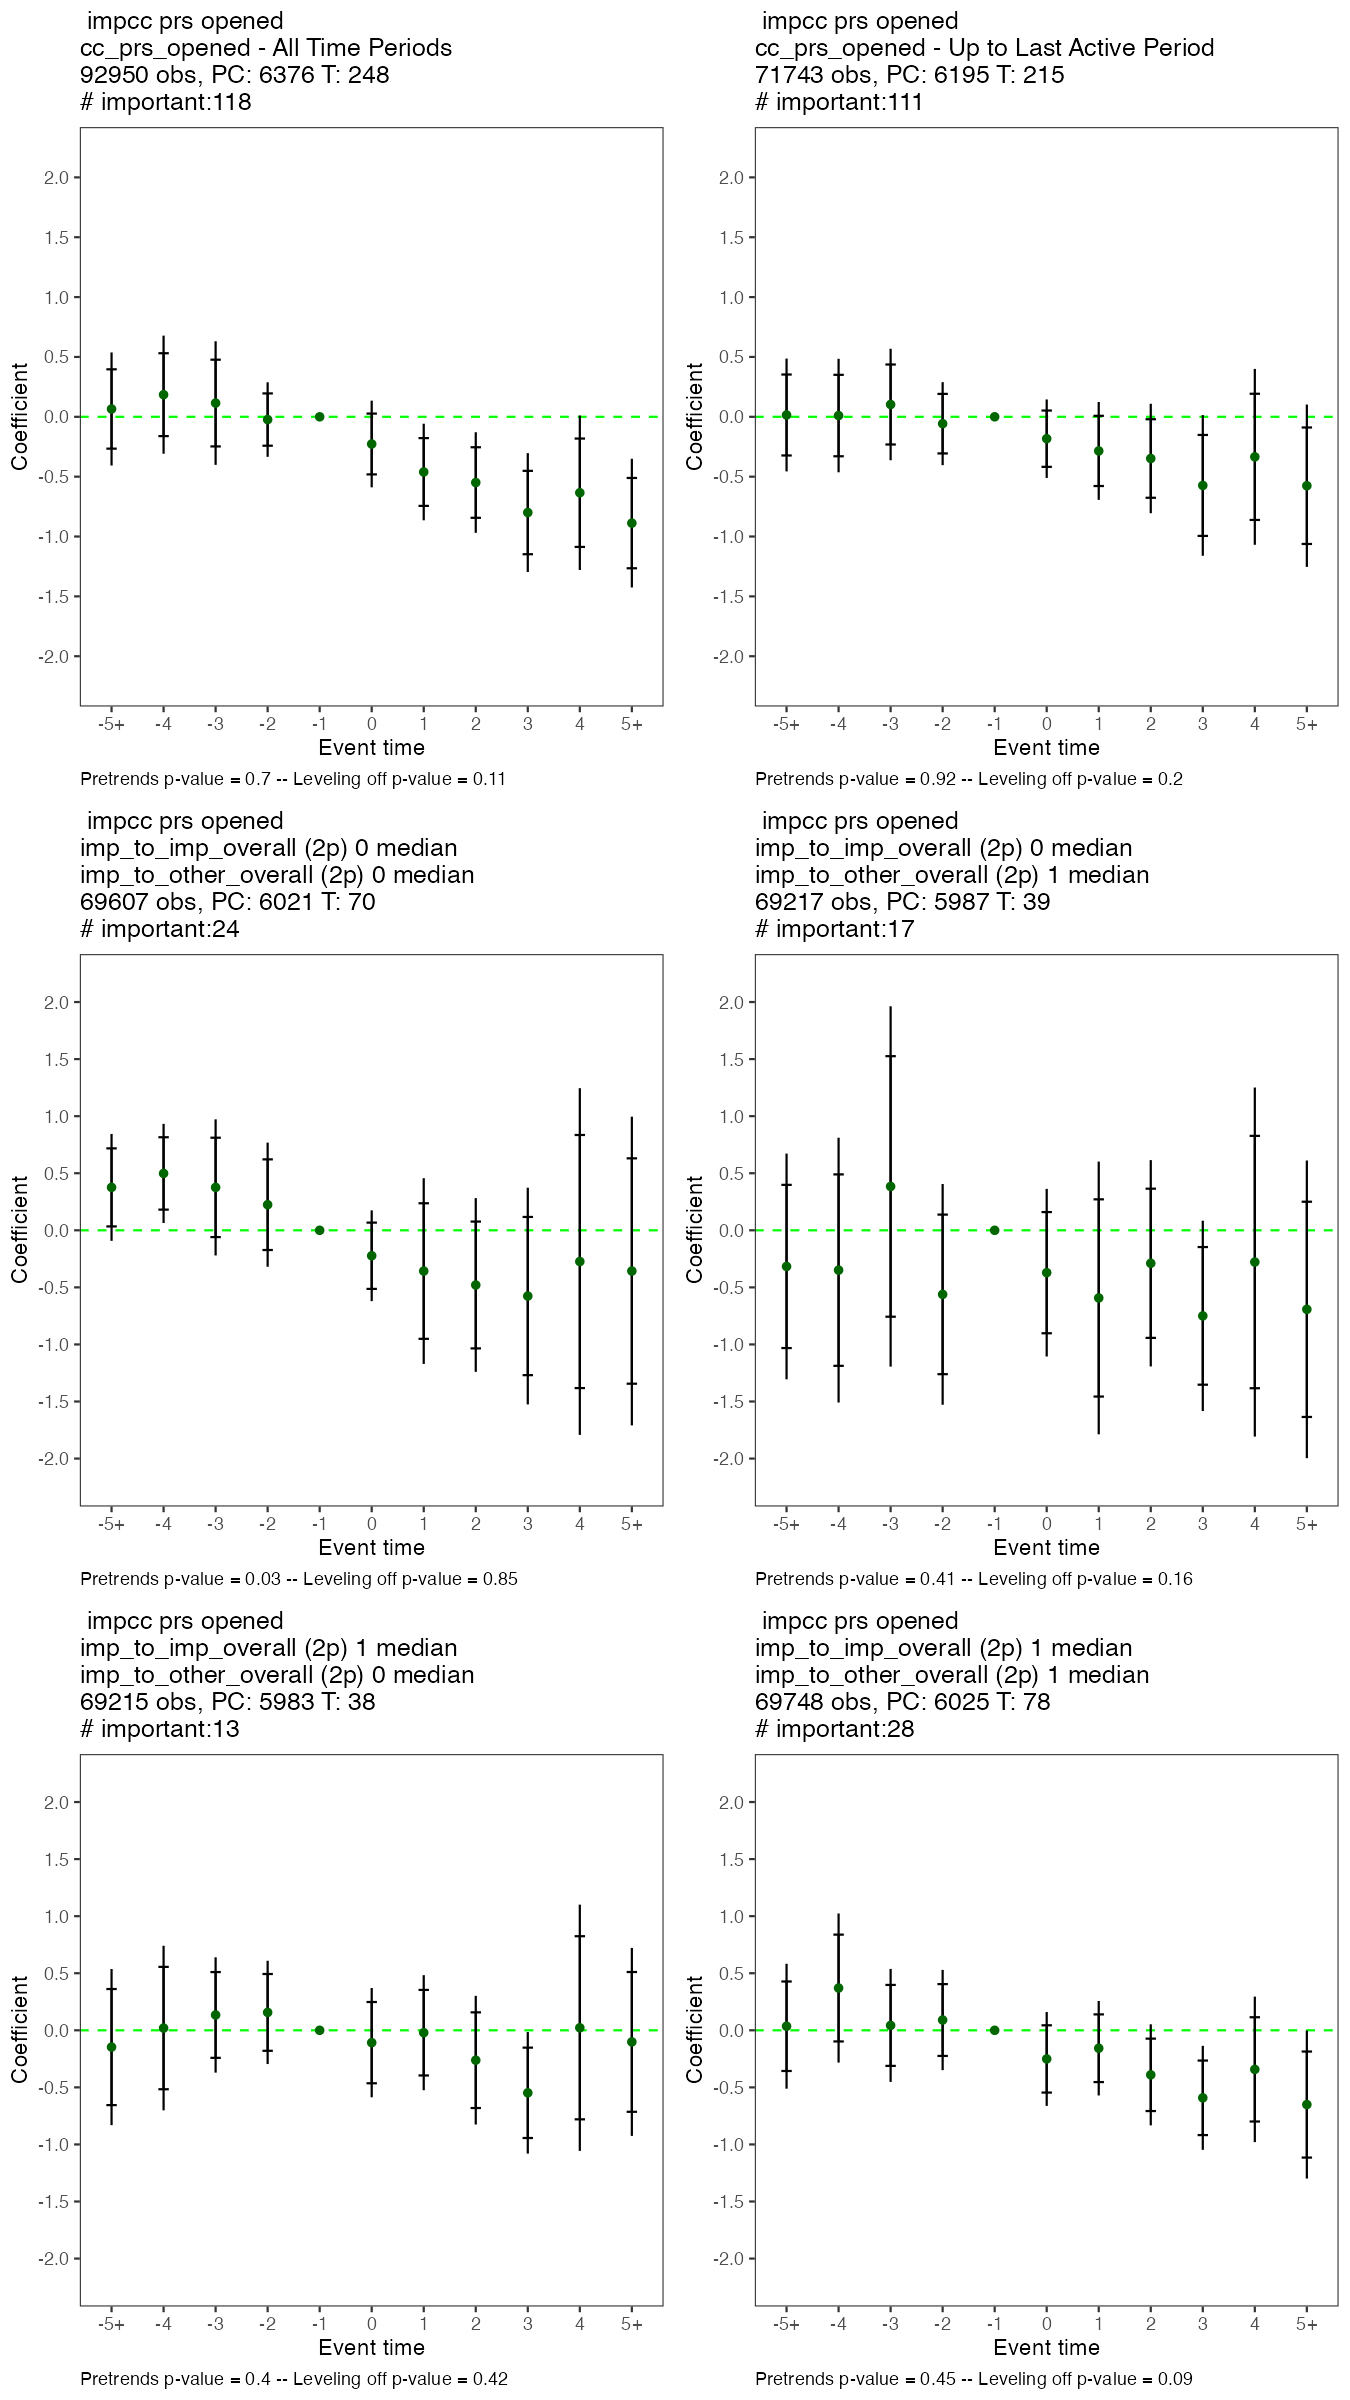 impcc prs opened
cc_prs_opened - All Time Periods
92950 obs, PC: 6376 T: 248
# important:118
2.0
1.5
1.0
0.5
0.0
-0.5
-1.0
-1.5
-2.0
Coefficient
-5+ -4 -3 -2 -1 0 1 2 3 4 5+
Event time
Pretrends p-value = 0.7 -- Leveling off p-value = 0.11
impcc prs opened
cc_prs_opened - Up to Last Active Period
71743 obs, PC: 6195 T: 215
# important:111
2.0
1.5
1.0
0.5
0.0
-0.5
-1.0
-1.5
-2.0
Coefficient
-5+ -4 -3 -2 -1 0 1 2 3 4 5+
Event time
Pretrends p-value = 0.92 -- Leveling off p-value = 0.2
impcc prs opened
imp_to_imp_overall (2p) 0 median
imp_to_other_overall (2p) 0 median
69607 obs, PC: 6021 T: 70
# important:24
2.0
1.5
1.0
0.5
0.0
-0.5
-1.0
-1.5
-2.0
Coefficient
-5+ -4 -3 -2 -1 0 1 2 3 4 5+
Event time
Pretrends p-value = 0.03 -- Leveling off p-value = 0.85
impcc prs opened
imp_to_imp_overall (2p) 0 median
imp_to_other_overall (2p) 1 median
69217 obs, PC: 5987 T: 39
# important:17
2.0
1.5
1.0
0.5
0.0
-0.5
-1.0
-1.5
-2.0
Coefficient
-5+ -4 -3 -2 -1 0 1 2 3 4 5+
Event time
Pretrends p-value = 0.41 -- Leveling off p-value = 0.16
impcc prs opened
imp_to_imp_overall (2p) 1 median
imp_to_other_overall (2p) 0 median
69215 obs, PC: 5983 T: 38
# important:13
2.0
1.5
1.0
0.5
0.0
-0.5
-1.0
-1.5
-2.0
Coefficient
-5+ -4 -3 -2 -1 0 1 2 3 4 5+
Event time
Pretrends p-value = 0.4 -- Leveling off p-value = 0.42
impcc prs opened
imp_to_imp_overall (2p) 1 median
imp_to_other_overall (2p) 1 median
69748 obs, PC: 6025 T: 78
# important:28
2.0
1.5
1.0
0.5
0.0
-0.5
-1.0
-1.5
-2.0
Coefficient
-5+ -4 -3 -2 -1 0 1 2 3 4 5+
Event time
Pretrends p-value = 0.45 -- Leveling off p-value = 0.09